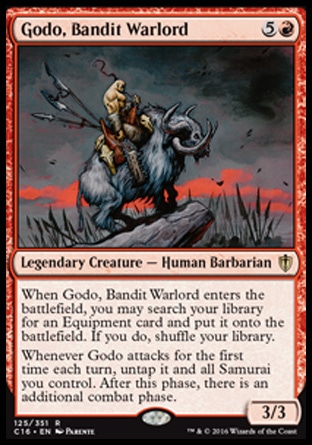 Godo, Bandit Warlord 5
Legendary Creature — Human Barbarian
When Godo, Bandit Warlord enters the
battlefield, you may search your library
for an Equipment card and put it onto the
battlefield. If you do, shuffle your library.
Whenever Godo attacks for the first
time each turn, untap it and all Samurai
you control. After this phase, there is an
additional combat phase.
3/3
125/351 R
C16 • EN Parente ™ & © 2016 Wizards of the Coast